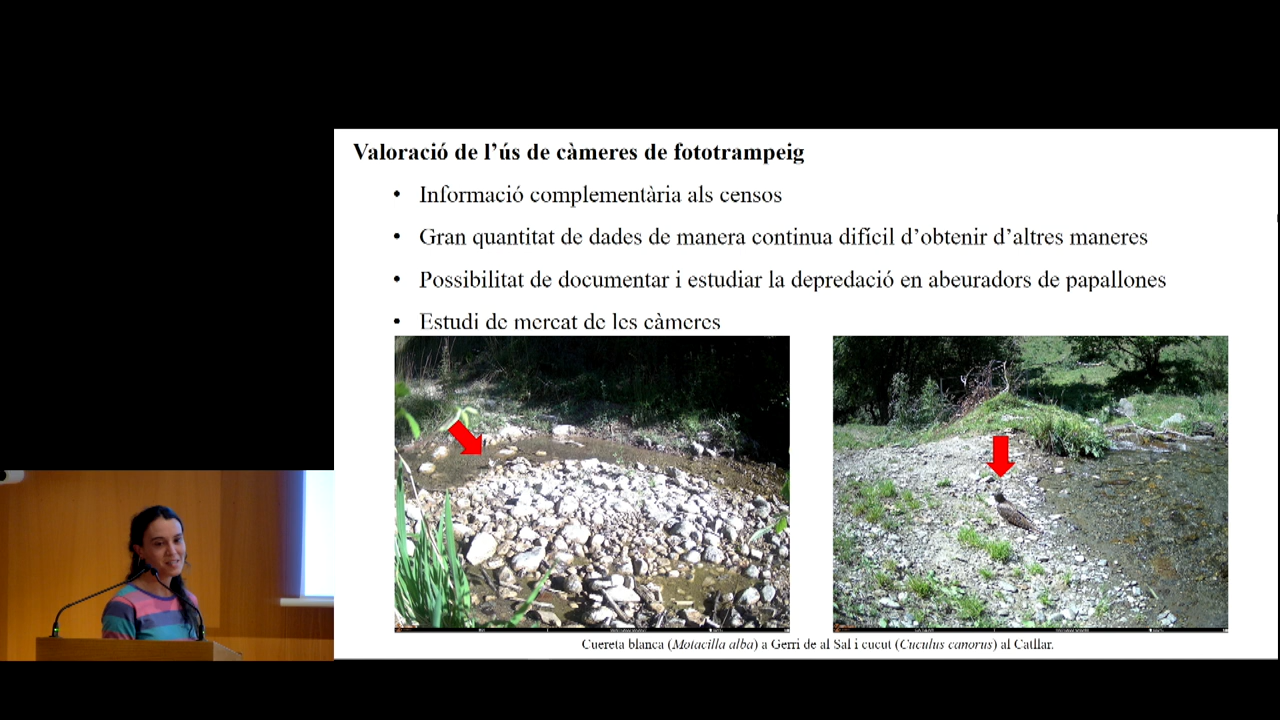 Valoració de l’ús de càmeres de fototrampeig
• Informació complementària als censos
• Gran quantitat de dades de manera continua difícil d’obtenir d’altres maneres
• Possibilitat de documentar i estudiar la depredació en abeuradors de papallones
• Estudi de mercat de les càmeres
Cuereta blanca (Motacilla alba) a Gerri de al Sal i cucut (Cuculus canorus) al Catllar.